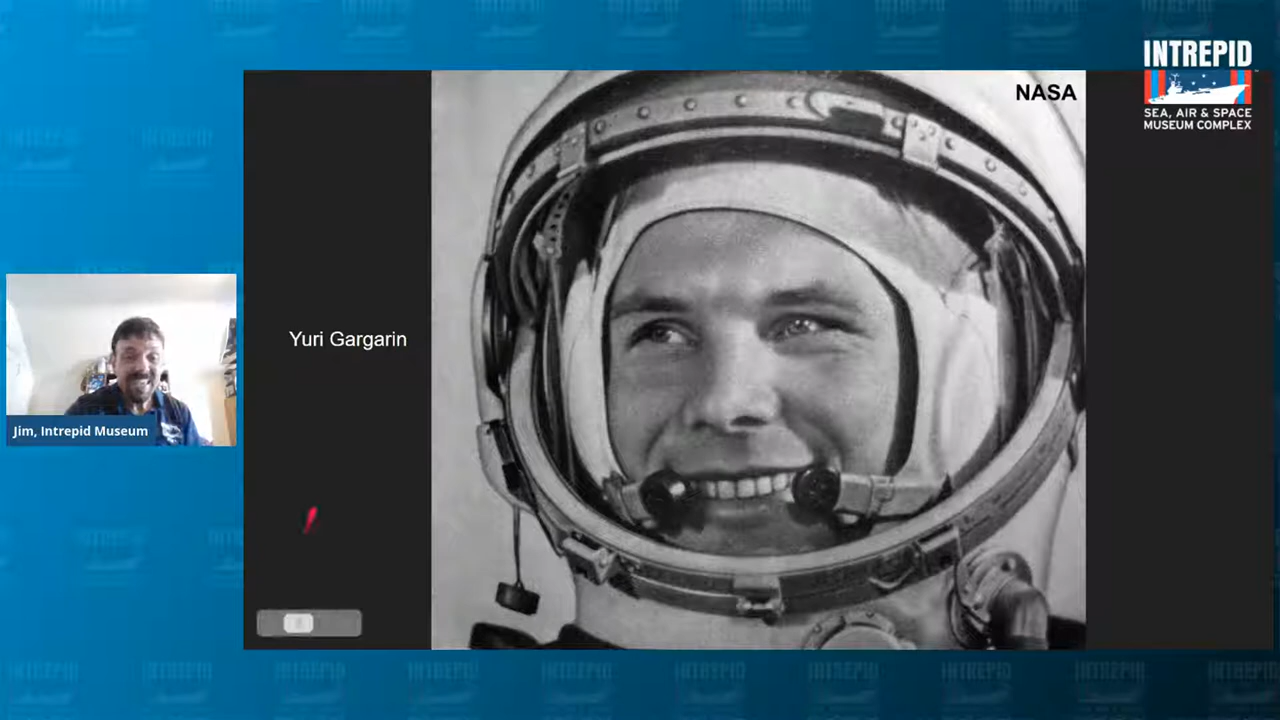 INTREPID
SEA, AIR & SPACE
MUSEUM COMPLEX
NASA
Yuri Gargarin
Jim, Intrepid Museum